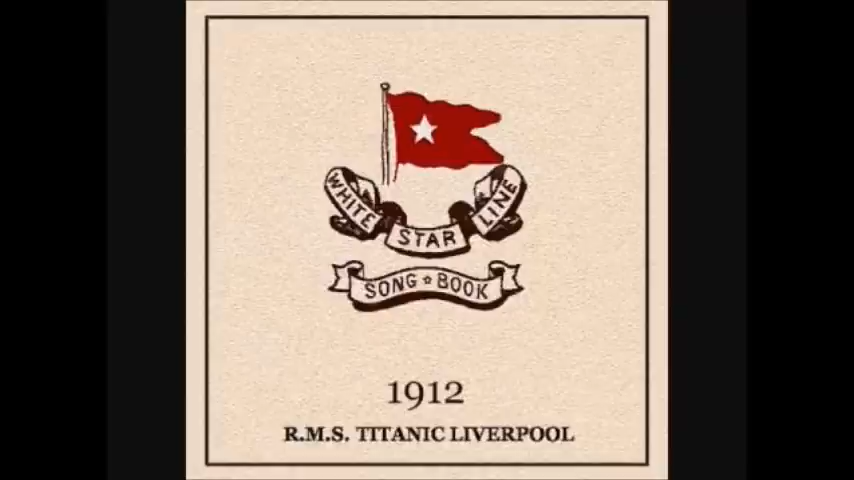 WHITE STAR LINE
SONG ☆ BOOK
1912
R.M.S. TITANIC LIVERPOOL